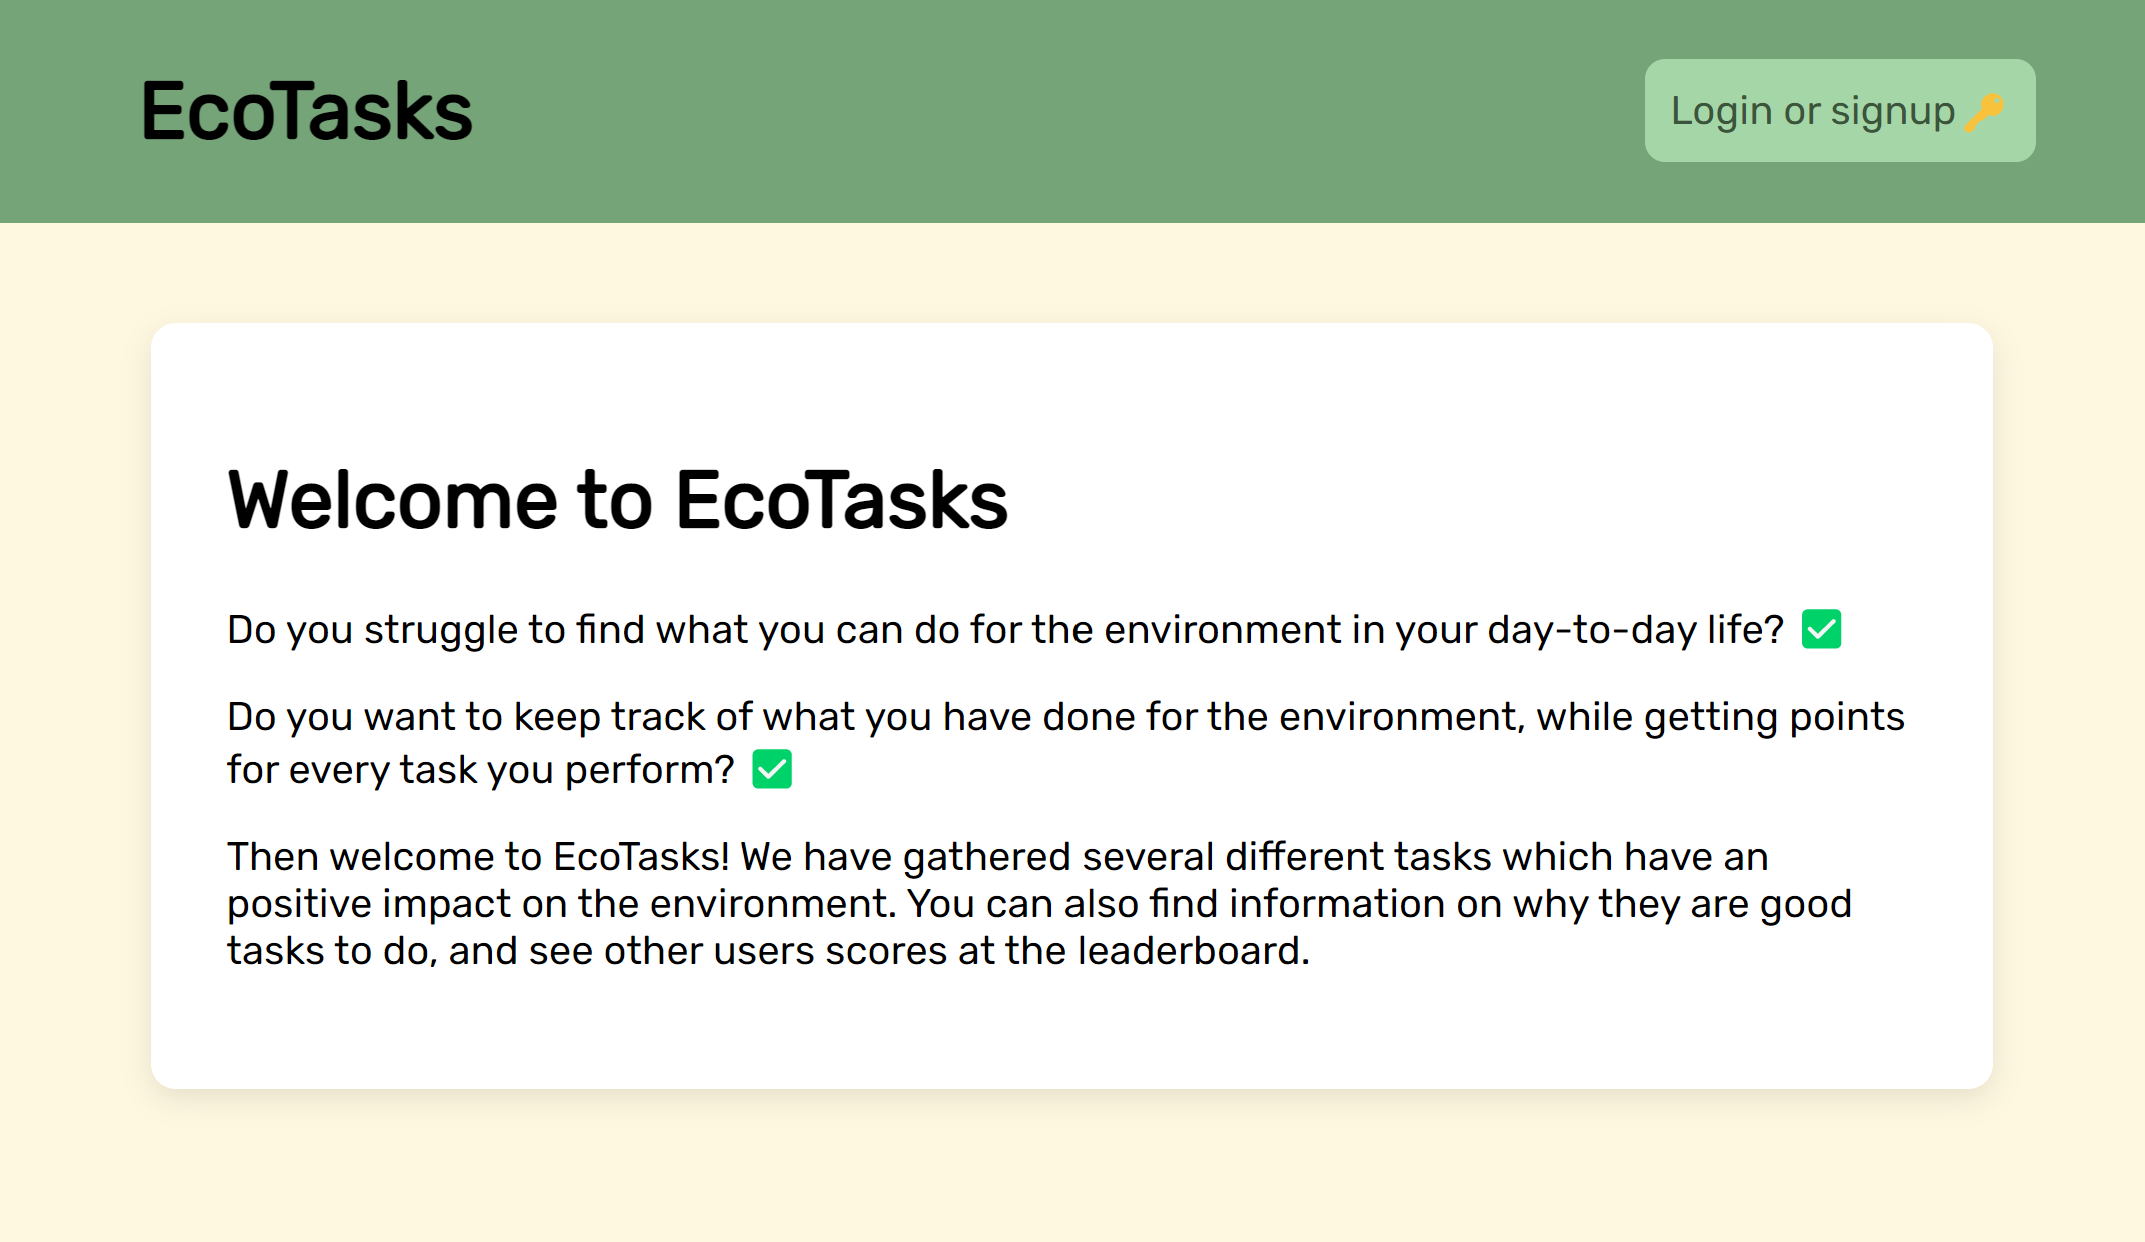 EcoTasks
Login or signup 🔑
Welcome to EcoTasks
Do you struggle to find what you can do for the environment in your day-to-day life? ✅
Do you want to keep track of what you have done for the environment, while getting points
for every task you perform? ✅
Then welcome to EcoTasks! We have gathered several different tasks which have an
positive impact on the environment. You can also find information on why they are good
tasks to do, and see other users scores at the leaderboard.